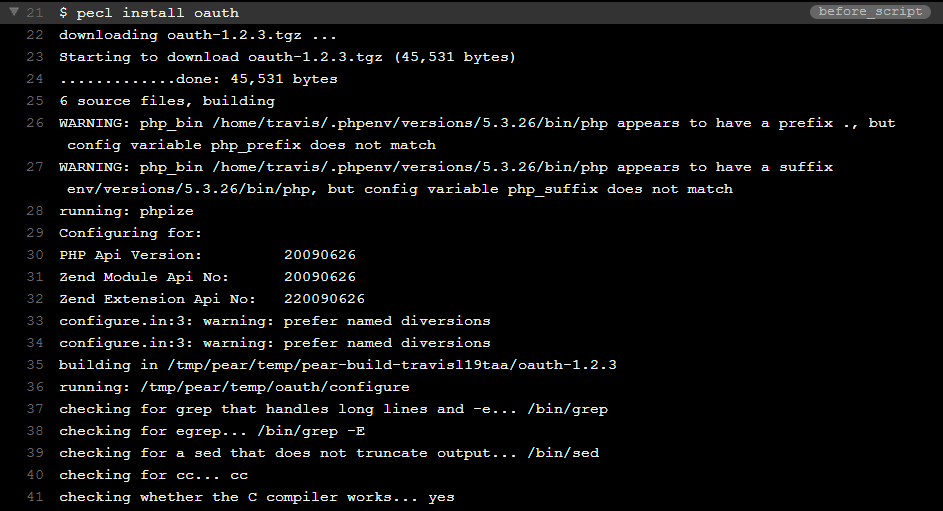 21 $ pecl install oauth before_script
22 downloading oauth-1.2.3.tgz ...
23 Starting to download oauth-1.2.3.tgz (45,531 bytes)
24 .............done: 45,531 bytes
25 6 source files, building
26 WARNING: php_bin /home/travis/.phpenv/versions/5.3.26/bin/php appears to have a prefix ., but
config variable php_prefix does not match
27 WARNING: php_bin /home/travis/.phpenv/versions/5.3.26/bin/php appears to have a suffix
env/versions/5.3.26/bin/php, but config variable php_suffix does not match
28 running: phpize
29 Configuring for:
30 PHP Api Version:         20090626
31 Zend Module Api No:      20090626
32 Zend Extension Api No:   220090626
33 configure.in:3: warning: prefer named diversions
34 configure.in:3: warning: prefer named diversions
35 building in /tmp/pear/temp/pear-build-travisl19taa/oauth-1.2.3
36 running: /tmp/pear/temp/oauth/configure
37 checking for grep that handles long lines and -e... /bin/grep
38 checking for egrep... /bin/grep -E
39 checking for a sed that does not truncate output... /bin/sed
40 checking for cc... cc
41 checking whether the C compiler works... yes